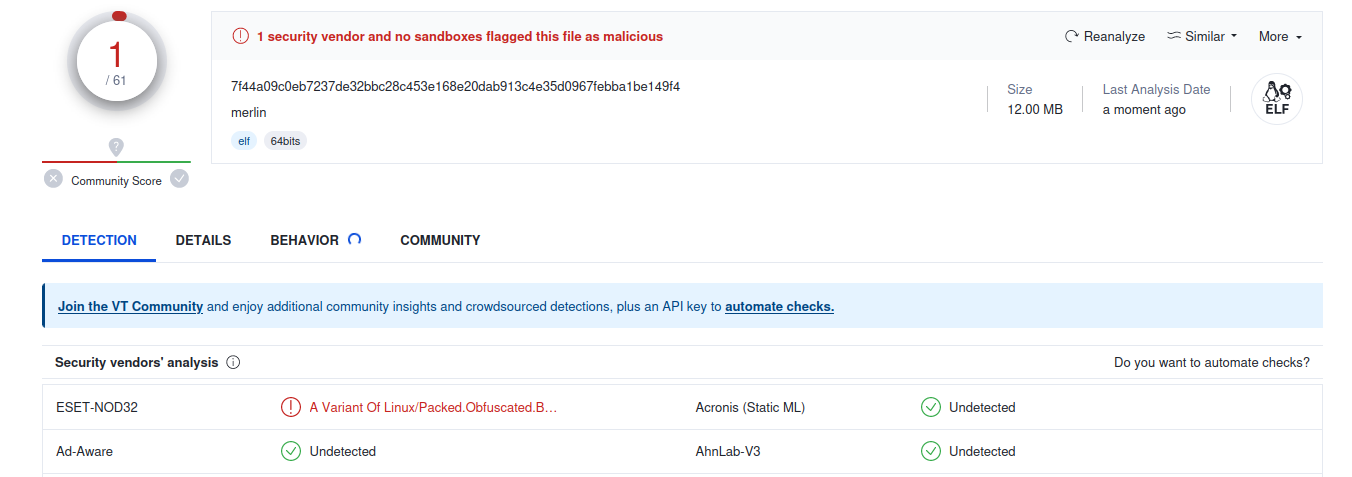 1
/ 61
?
Community Score
1 security vendor and no sandboxes flagged this file as malicious
Reanalyze Similar More
7f44a09c0eb7237de32bbc28c453e168e20dab913c4e35d0967febba1be149f4
merlin
elf 64bits
Size
12.00 MB
Last Analysis Date
a moment ago
ELF
DETECTION DETAILS BEHAVIOR COMMUNITY
Join the VT Community and enjoy additional community insights and crowdsourced detections, plus an API key to automate checks.
Security vendors' analysis Do you want to automate checks?
ESET-NOD32 A Variant Of Linux/Packed.Obfuscated.B… Acronis (Static ML) Undetected
Ad-Aware Undetected AhnLab-V3 Undetected